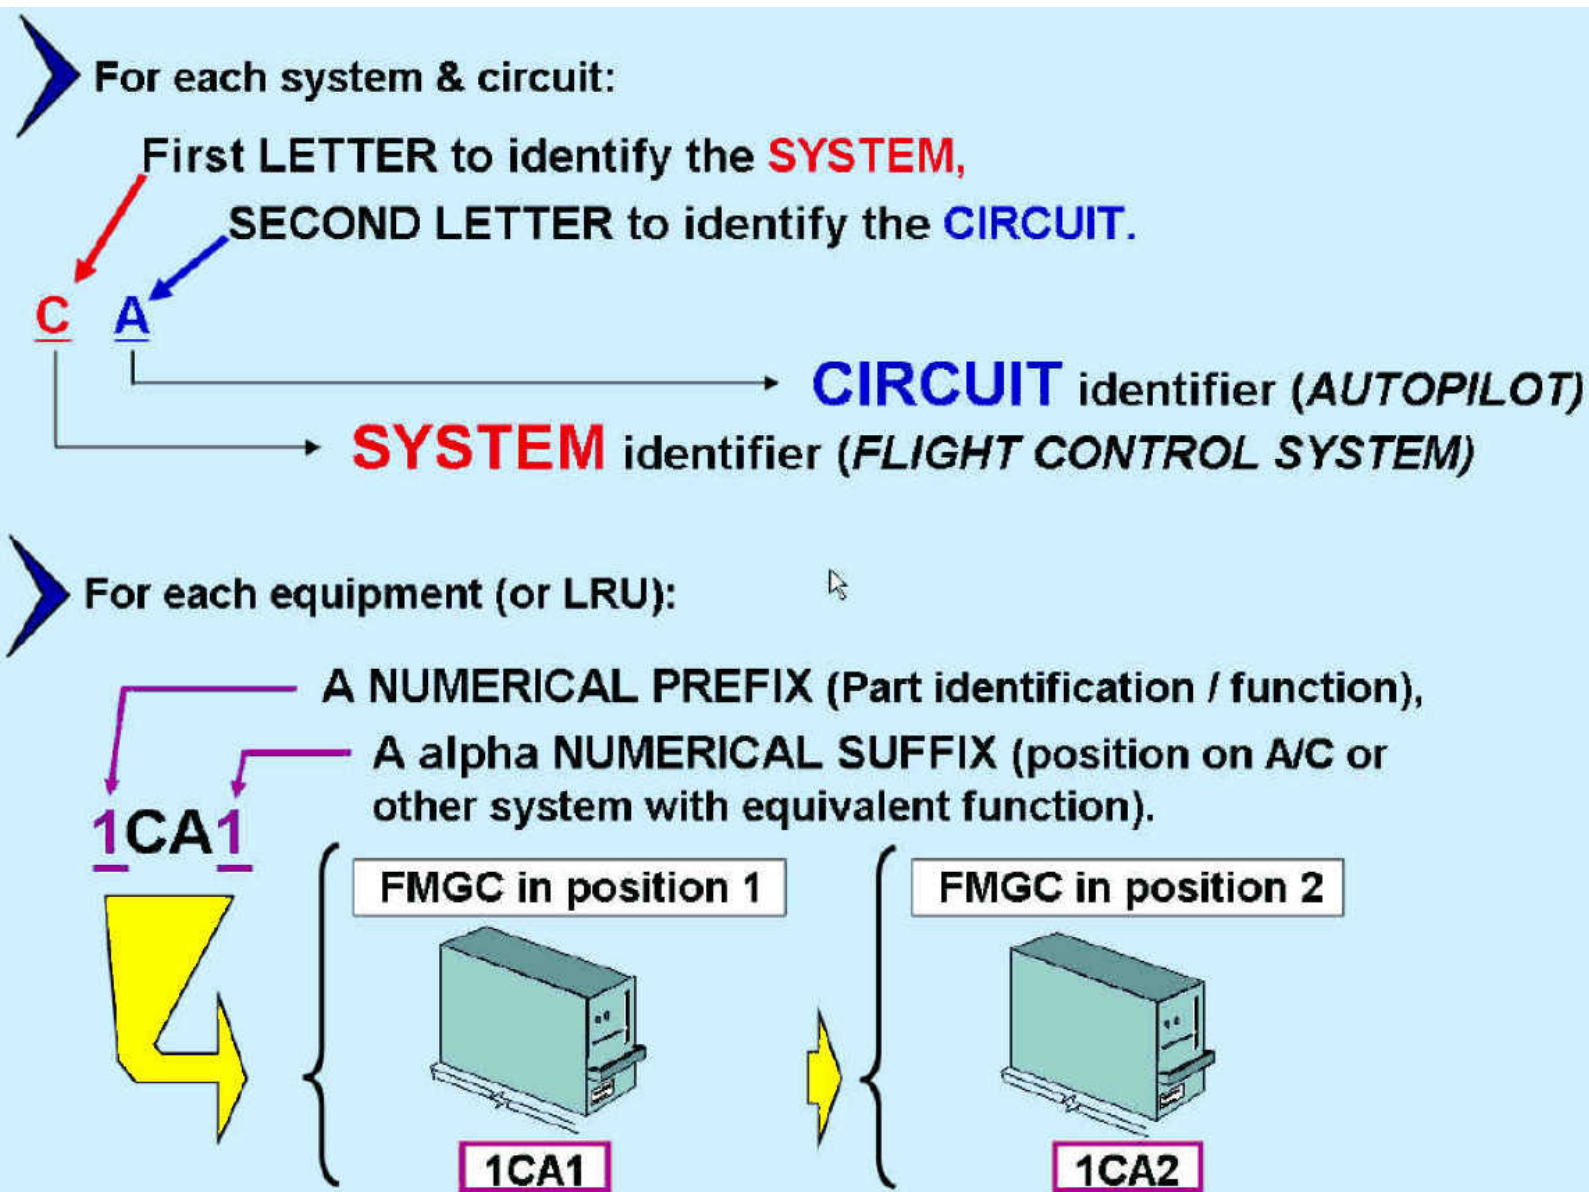 For each system & circuit:
First LETTER to identify the SYSTEM,
SECOND LETTER to identify the CIRCUIT.
C A
CIRCUIT identifier (AUTOPILOT)
SYSTEM identifier (FLIGHT CONTROL SYSTEM)
For each equipment (or LRU):
A NUMERICAL PREFIX (Part identification / function),
A alpha NUMERICAL SUFFIX (position on A/C or
other system with equivalent function).
1CA1
FMGC in position 1
FMGC in position 2
1CA1
1CA2